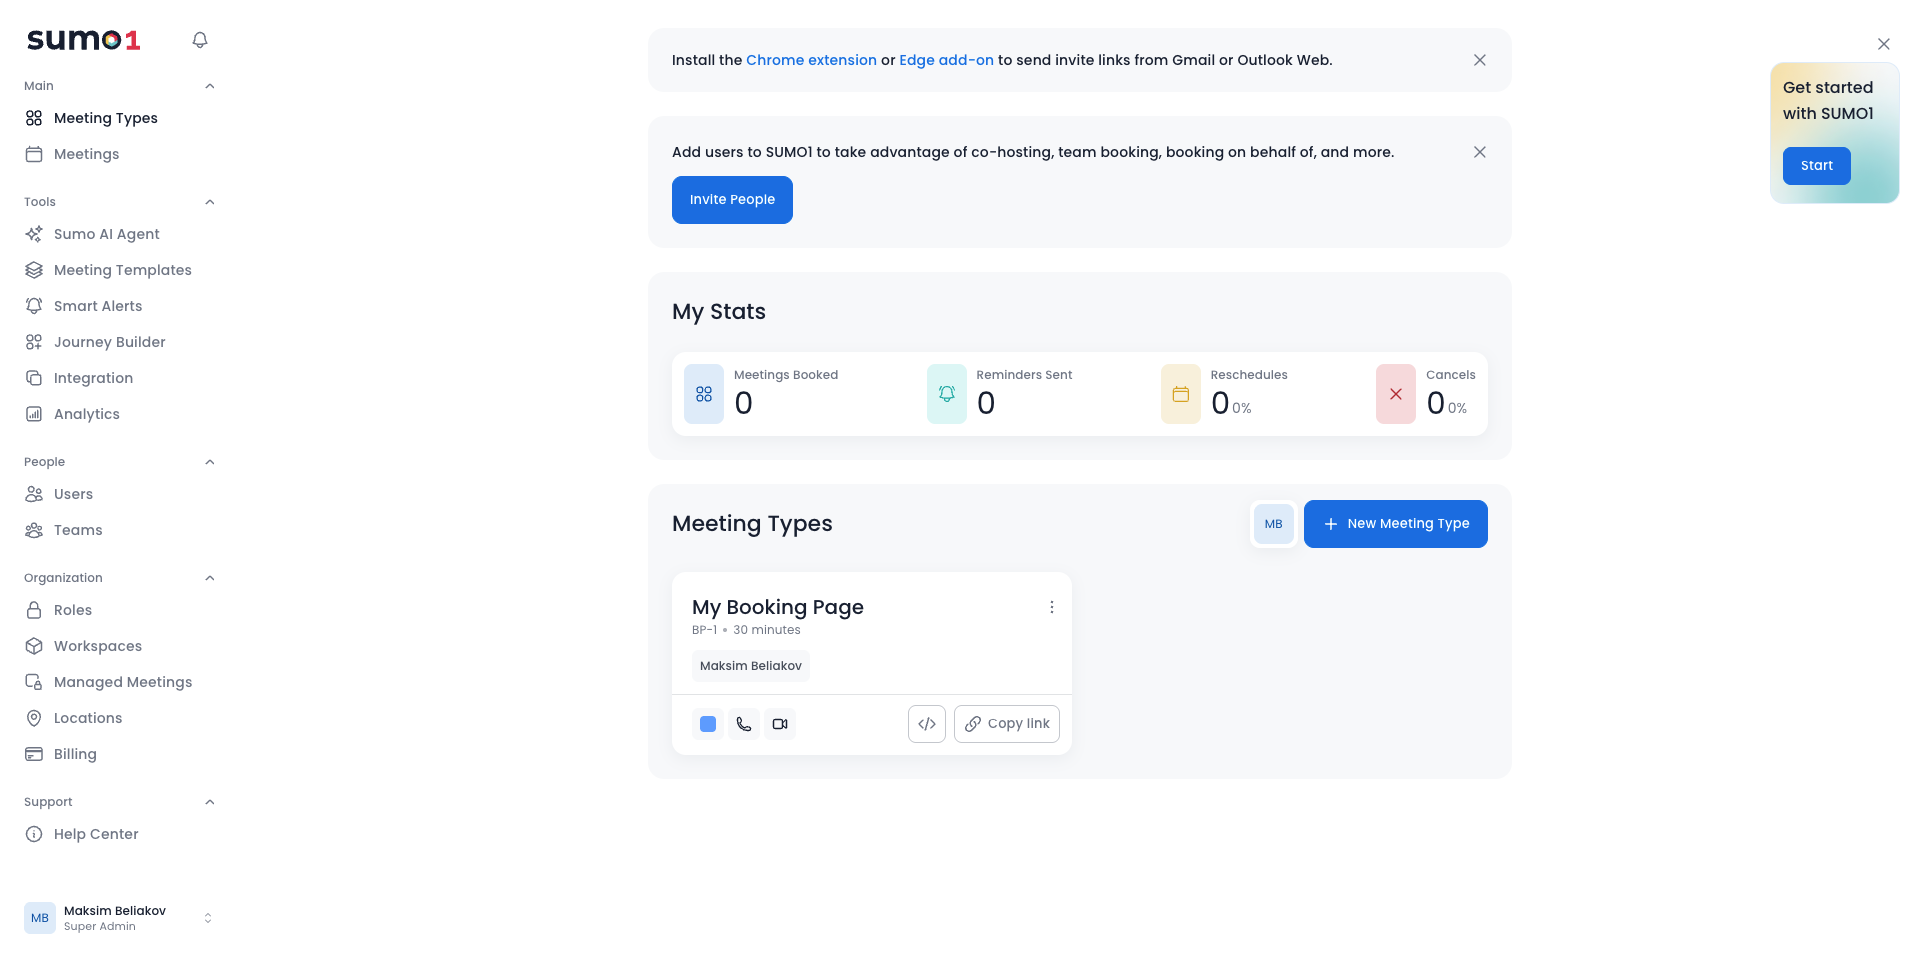 sumo1
Main
Meeting Types
Meetings
Tools
Sumo AI Agent
Meeting Templates
Smart Alerts
Journey Builder
Integration
Analytics
People
Users
Teams
Organization
Roles
Workspaces
Managed Meetings
Locations
Billing
Support
Help Center
MB
Maksim Beliakov
Super Admin
Install the Chrome extension or Edge add-on to send invite links from Gmail or Outlook Web.
Add users to SUMO1 to take advantage of co-hosting, team booking, booking on behalf of, and more.
Invite People
My Stats
Meetings Booked
0
Reminders Sent
0
Reschedules
0 0%
Cancels
0 0%
Meeting Types
MB
New Meeting Type
My Booking Page
BP-1 • 30 minutes
Maksim Beliakov
Copy link
Get started
with SUMO1
Start